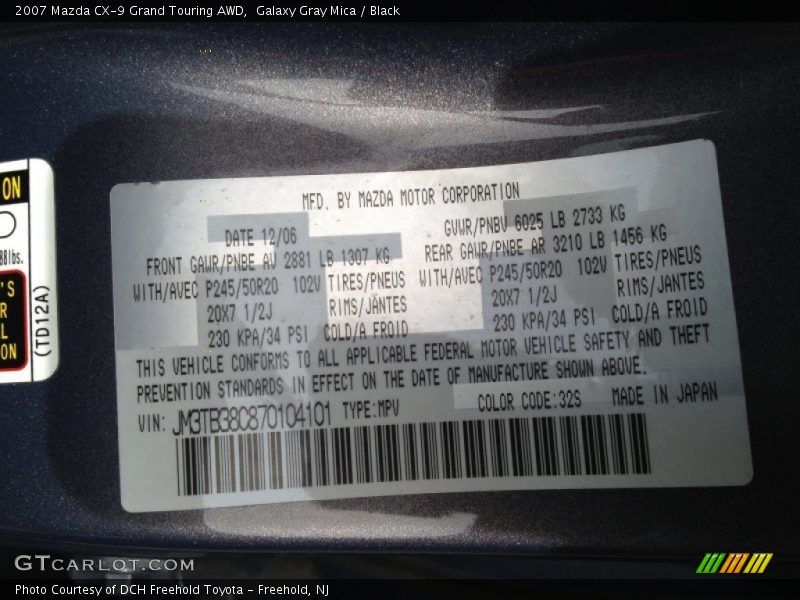 2007 Mazda CX-9 Grand Touring AWD,  Galaxy Gray Mica / Black
ON
88lbs.
'S
R
L
ON
(TD12A)
MFD. BY MAZDA MOTOR CORPORATION
DATE 12/06 GVWR/PNBV 6025 LB 2733 KG
FRONT GAWR/PNBE AV 2881 LB 1307 KG REAR GAWR/PNBE AR 3210 LB 1456 KG
WITH/AVEC P245/50R20 102V TIRES/PNEUS WITH/AVEC P245/50R20 102V TIRES/PNEUS
20X7 1/2J RIMS/JANTES 20X7 1/2J RIMS/JANTES
230 KPA/34 PSI COLD/A FROID 230 KPA/34 PSI COLD/A FROID
THIS VEHICLE CONFORMS TO ALL APPLICABLE FEDERAL MOTOR VEHICLE SAFETY AND THEFT
PREVENTION STANDARDS IN EFFECT ON THE DATE OF MANUFACTURE SHOWN ABOVE.
VIN: JM3TB38C870104101 TYPE:MPV COLOR CODE:32S MADE IN JAPAN
GTCARLOT.COM
Photo Courtesy of DCH Freehold Toyota - Freehold, NJ